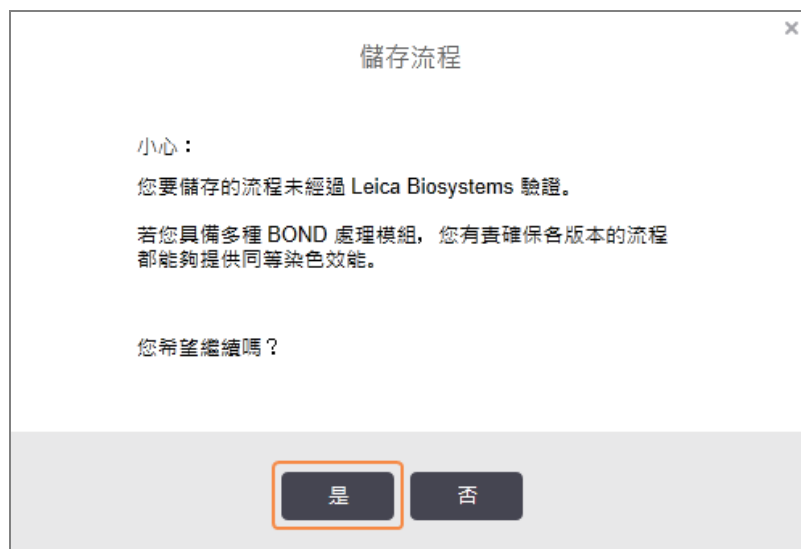 儲存流程
小心：
您要儲存的流程未經過 Leica Biosystems 驗證。
若您具備多種 BOND 處理模組，您有責確保各版本的流程
都能夠提供同等染色效能。
您希望繼續嗎？
是
否